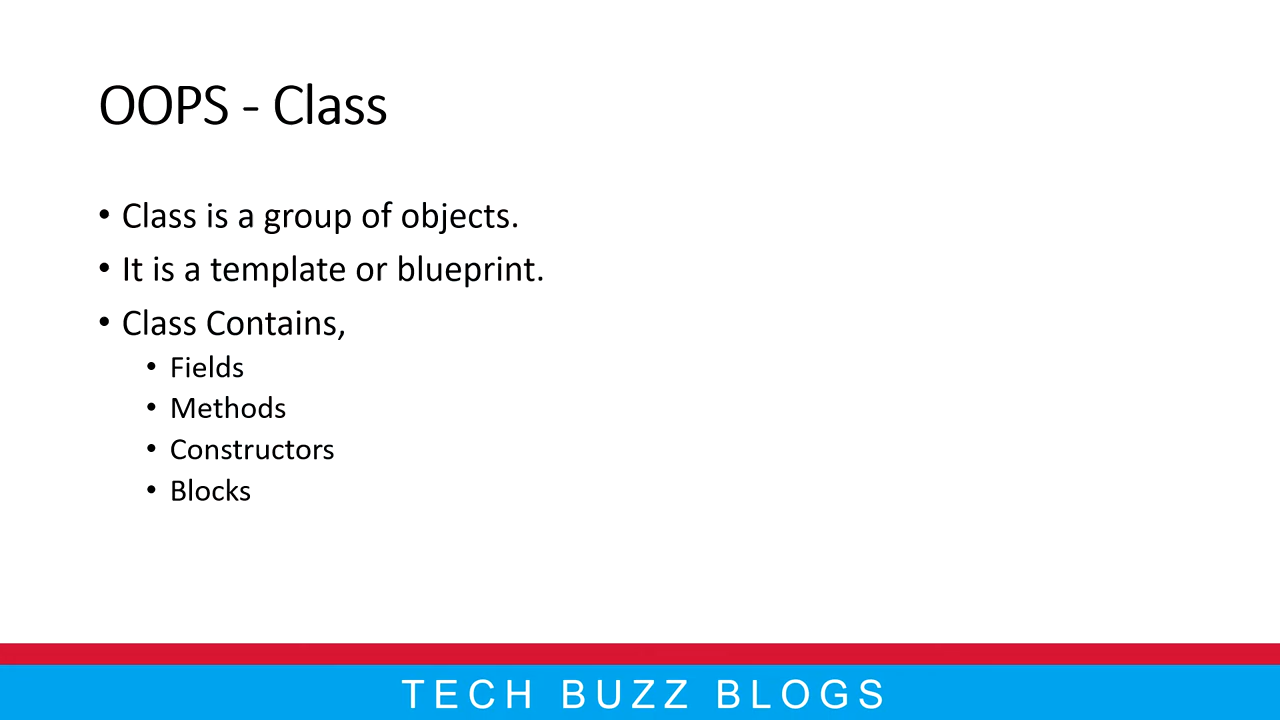 OOPS - Class
• Class is a group of objects.
• It is a template or blueprint.
• Class Contains,
• Fields
• Methods
• Constructors
• Blocks
TECH BUZZ BLOGS